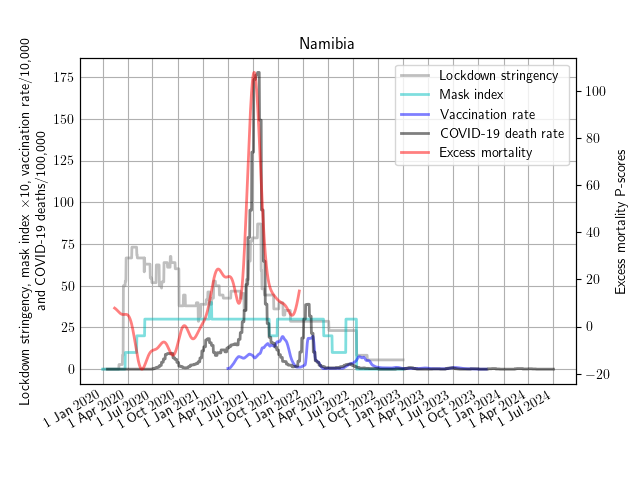 Namibia
Lockdown stringency
Mask index
Vaccination rate
COVID-19 death rate
Excess mortality
Lockdown stringency, mask index ×10, vaccination rate/10,000
and COVID-19 deaths/100,000
175
150
125
100
75
50
25
0
100
80
60
40
20
0
−20
Excess mortality P-scores
1 Jan 2020
1 Apr 2020
1 Jul 2020
1 Oct 2020
1 Jan 2021
1 Apr 2021
1 Jul 2021
1 Oct 2021
1 Jan 2022
1 Apr 2022
1 Jul 2022
1 Oct 2022
1 Jan 2023
1 Apr 2023
1 Jul 2023
1 Oct 2023
1 Jan 2024
1 Apr 2024
1 Jul 2024